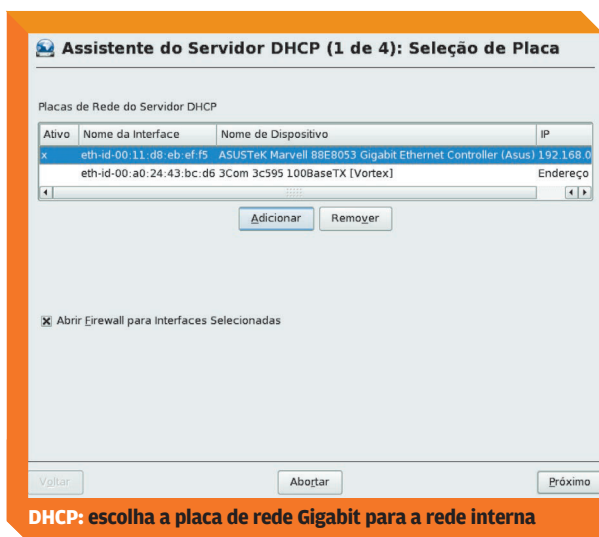 Assistente do Servidor DHCP (1 de 4): Seleção de Placa
Placas de Rede do Servidor DHCP
Ativo Nome da Interface Nome de Dispositivo IP
x eth-id-00:11:d8:eb:ef:f5 ASUSTeK Marvell 88E8053 Gigabit Ethernet Controller (Asus) 192.168.0
eth-id-00:a0:24:43:bc:d6 3Com 3c595 100BaseTX [Vortex] Endereço
Adicionar Remover
Abrir Firewall para Interfaces Selecionadas
Voltar Abortar Próximo
DHCP: escolha a placa de rede Gigabit para a rede interna